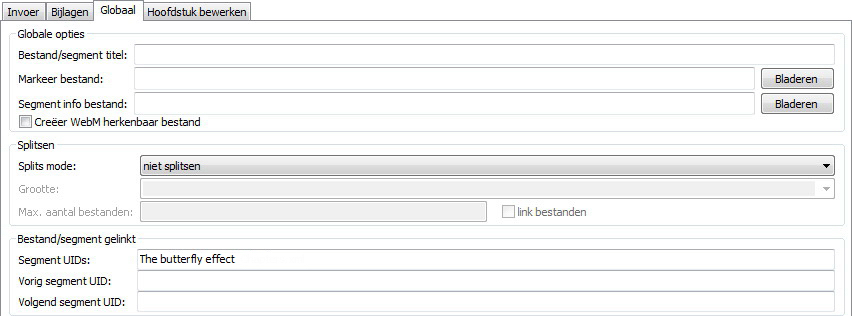 Invoer Bijlagen Globaal Hoofdstuk bewerken
Globale opties
Bestand/segment titel:
Markeer bestand: Bladeren
Segment info bestand: Bladeren
Creëer WebM herkenbaar bestand
Splitsen
Splits mode: niet splitsen
Grootte:
Max. aantal bestanden: link bestanden
Bestand/segment gelinkt
Segment UIDs: The butterfly effect
Vorig segment UID:
Volgend segment UID: